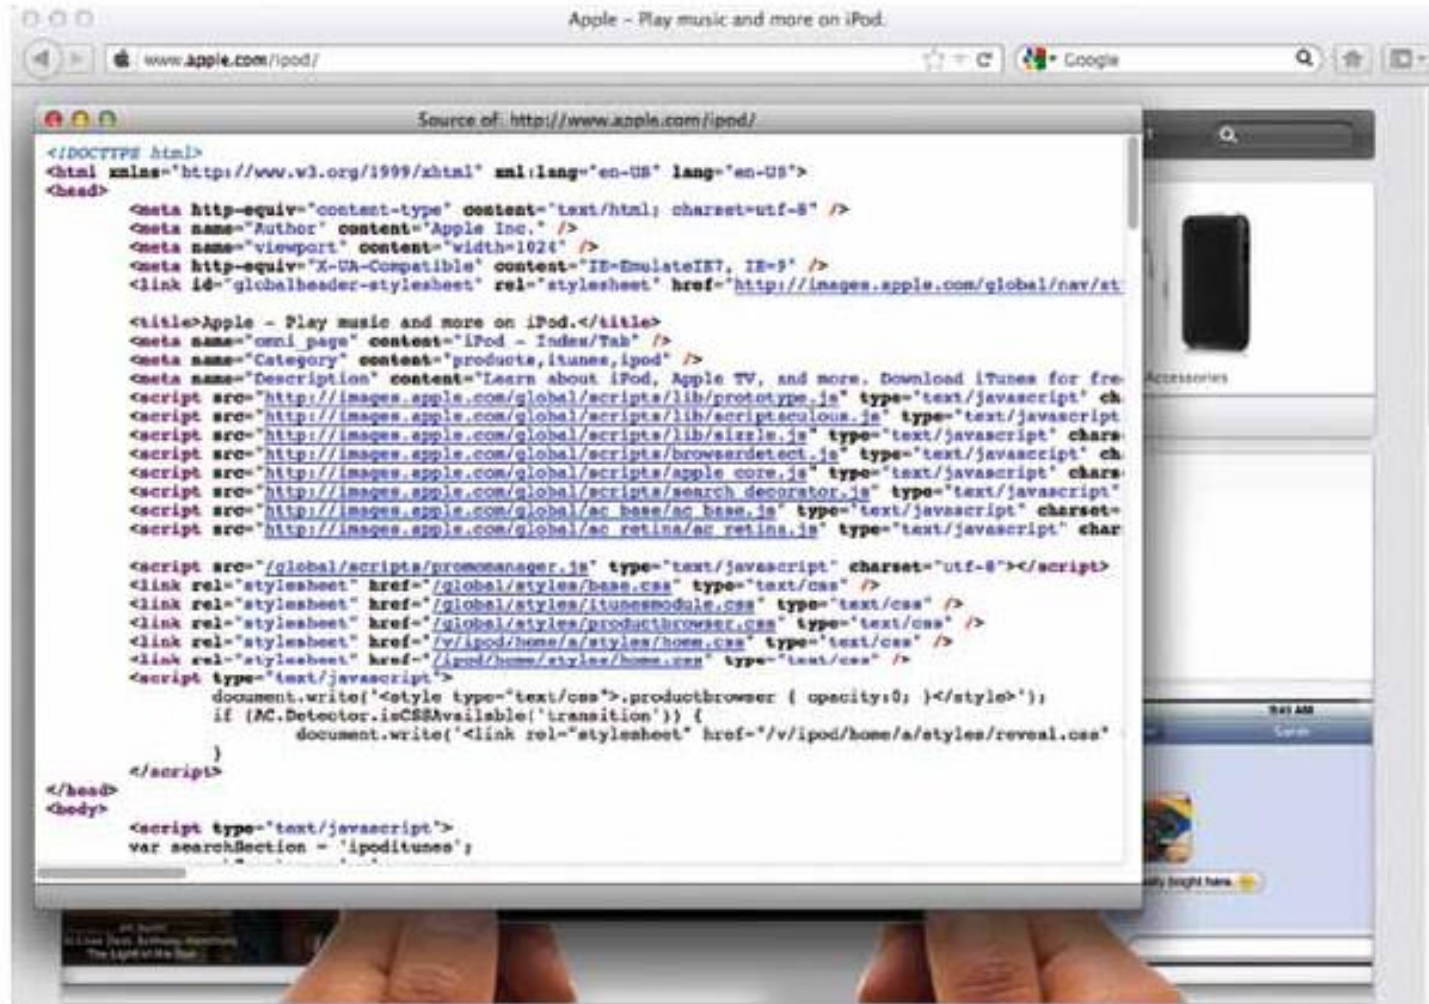 Apple – Play music and more on iPod.
www.apple.com/ipod/
Google
Source of: http://www.apple.com/ipod/
<!DOCTYPE html>
<html xmlns="http://www.w3.org/1999/xhtml" xml:lang="en-US" lang="en-US">
<head>
<meta http-equiv="content-type" content="text/html; charset=utf-8" />
<meta name="Author" content="Apple Inc." />
<meta name="viewport" content="width=1024" />
<meta http-equiv="X-UA-Compatible" content="IE=EmulateIE7, IE=9" />
<link id="globalheader-stylesheet" rel="stylesheet" href="http://images.apple.com/global/nav/st
<title>Apple - Play music and more on iPod.</title>
<meta name="omni_page" content="iPod - Index/Tab" />
<meta name="Category" content="products,itunes,ipod" />
<meta name="Description" content="Learn about iPod, Apple TV, and more. Download iTunes for fre
<script src="http://images.apple.com/global/scripts/lib/prototype.js" type="text/javascript" ch
<script src="http://images.apple.com/global/scripts/lib/scriptaculous.js" type="text/javascript
<script src="http://images.apple.com/global/scripts/lib/sizzle.js" type="text/javascript" chars
<script src="http://images.apple.com/global/scripts/browserdetect.js" type="text/javascript" ch
<script src="http://images.apple.com/global/scripts/apple_core.js" type="text/javascript" chars
<script src="http://images.apple.com/global/scripts/search_decorator.js" type="text/javascript"
<script src="http://images.apple.com/global/ac_base/ac_base.js" type="text/javascript" charset=
<script src="http://images.apple.com/global/ac_retina/ac_retina.js" type="text/javascript" char
<script src="/global/scripts/promomanager.js" type="text/javascript" charset="utf-8"></script>
<link rel="stylesheet" href="/global/styles/base.css" type="text/css" />
<link rel="stylesheet" href="/global/styles/itunesmodule.css" type="text/css" />
<link rel="stylesheet" href="/global/styles/productbrowser.css" type="text/css" />
<link rel="stylesheet" href="/v/ipod/home/a/styles/home.css" type="text/css" />
<link rel="stylesheet" href="/ipod/home/styles/home.css" type="text/css" />
<script type="text/javascript">
document.write('<style type="text/css">.productbrowser { opacity:0; }</style>');
if (AC.Detector.isCSSAvailable('transition')) {
document.write('<link rel="stylesheet" href="/v/ipod/home/a/styles/reveal.css"
}
</script>
</head>
<body>
<script type="text/javascript">
var searchSection = 'ipoditunes';
Accessories
9:41 AM
Sarah
bright here.
The Light of the Sun